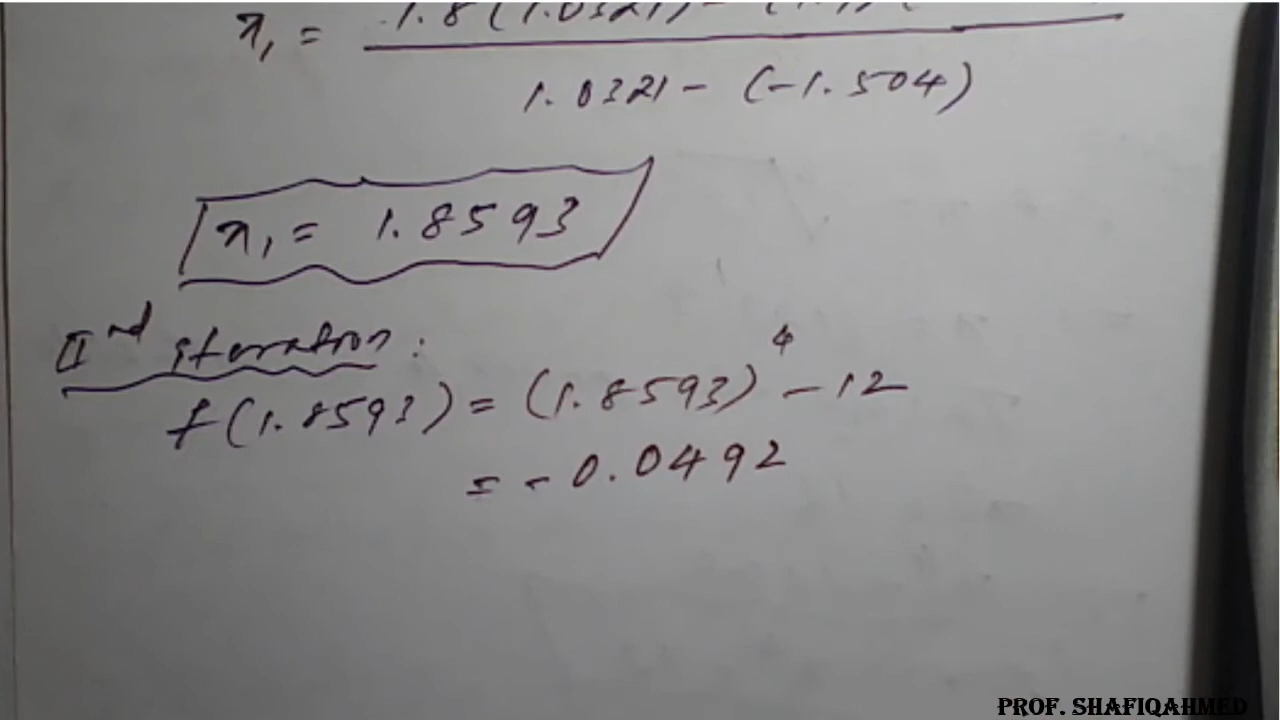 x₁ = 1.8(1.0321) - (
1.0321 - (-1.504)
x₁ = 1.8593
IInd iteration:
f(1.8593) = (1.8593)⁴ - 12
= - 0.0492
PROF. SHAFIQAHMED